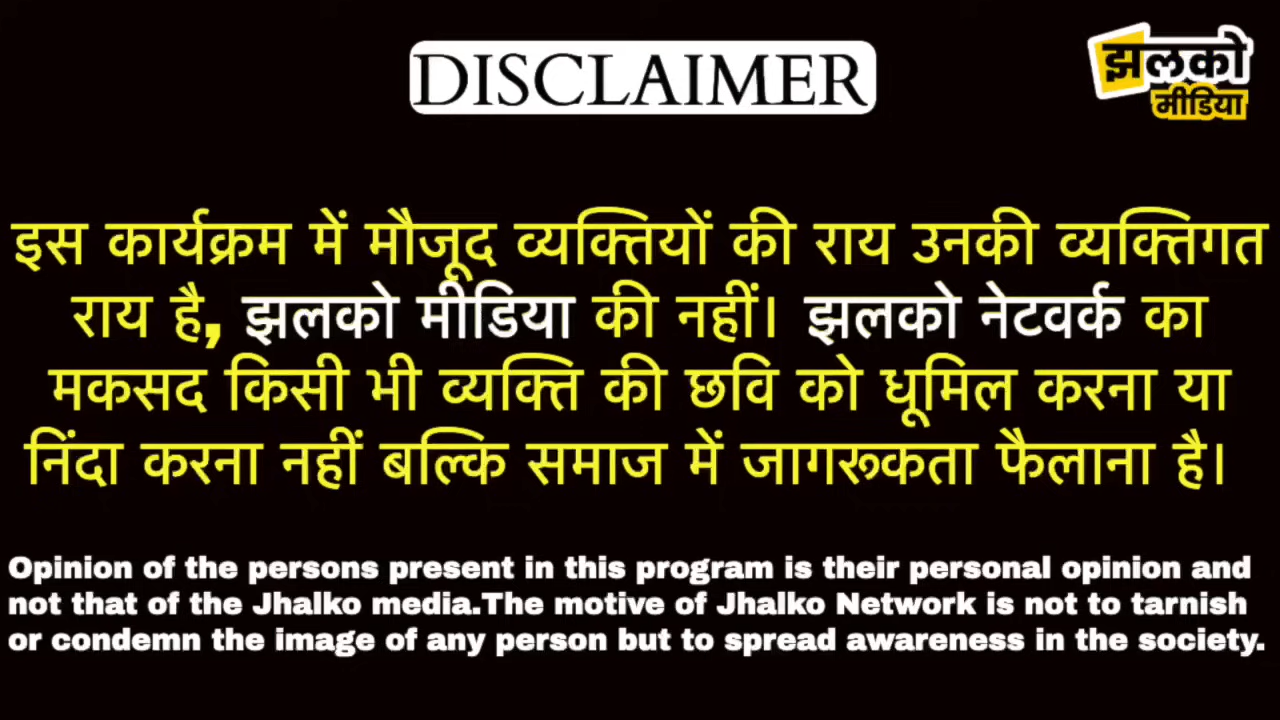 DISCLAIMER
झलको
मीडिया
इस कार्यक्रम में मौजूद व्यक्तियों की राय उनकी व्यक्तिगत
राय है, झलको मीडिया की नहीं। झलको नेटवर्क का
मकसद किसी भी व्यक्ति की छवि को धूमिल करना या
निंदा करना नहीं बल्कि समाज में जागरूकता फैलाना है।
Opinion of the persons present in this program is their personal opinion and
not that of the Jhalko media.The motive of Jhalko Network is not to tarnish
or condemn the image of any person but to spread awareness in the society.